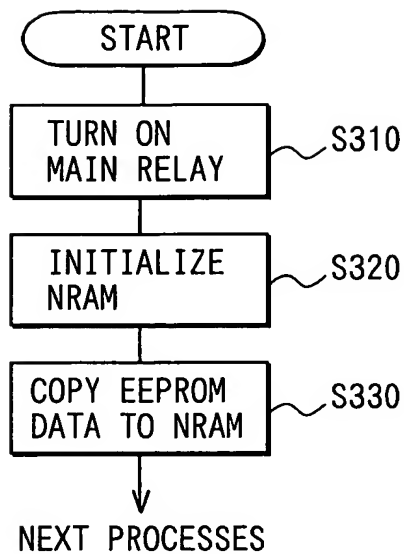 START
TURN ON
MAIN RELAY
S310
INITIALIZE
NRAM
S320
COPY EEPROM
DATA TO NRAM
S330
NEXT PROCESSES